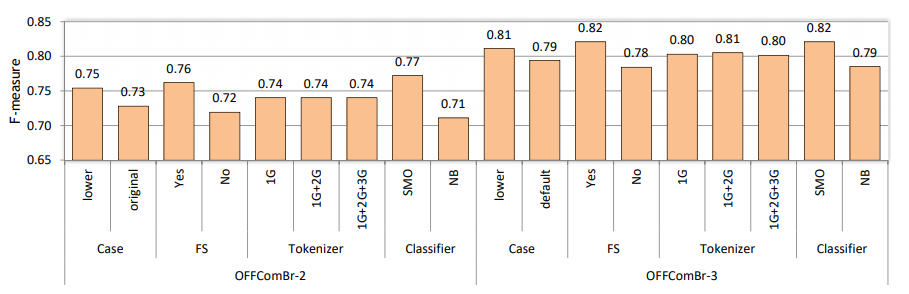 0.85
0.80
0.75
0.70
0.65
F-measure
0.75
0.73
0.76
0.72
0.74
0.74
0.74
0.77
0.71
0.81
0.79
0.82
0.78
0.80
0.81
0.80
0.82
0.79
lower
original
Yes
No
1G
1G+2G
1G+2G+3G
SMO
NB
lower
default
Yes
No
1G
1G+2G
1G+2G+3G
SMO
NB
Case
FS
Tokenizer
Classifier
Case
FS
Tokenizer
Classifier
OFFComBr-2
OFFComBr-3